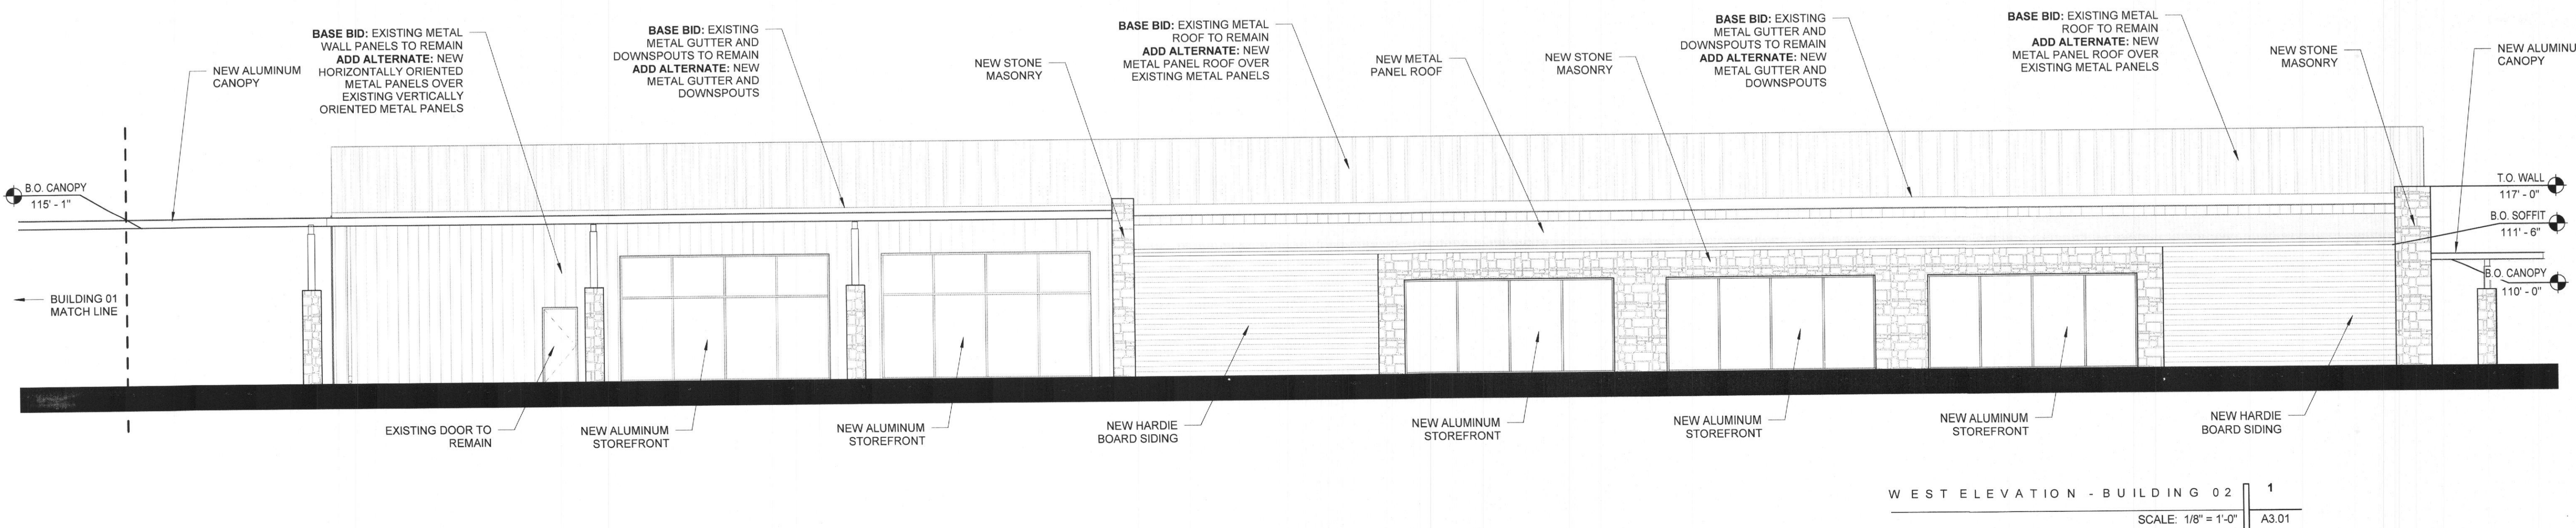 NEW ALUMINUM
CANOPY
BASE BID: EXISTING METAL
WALL PANELS TO REMAIN
ADD ALTERNATE: NEW
HORIZONTALLY ORIENTED
METAL PANELS OVER
EXISTING VERTICALLY
ORIENTED METAL PANELS
BASE BID: EXISTING
METAL GUTTER AND
DOWNSPOUTS TO REMAIN
ADD ALTERNATE: NEW
METAL GUTTER AND
DOWNSPOUTS
NEW STONE
MASONRY
BASE BID: EXISTING METAL
ROOF TO REMAIN
ADD ALTERNATE: NEW
METAL PANEL ROOF OVER
EXISTING METAL PANELS
NEW METAL
PANEL ROOF
NEW STONE
MASONRY
BASE BID: EXISTING
METAL GUTTER AND
DOWNSPOUTS TO REMAIN
ADD ALTERNATE: NEW
METAL GUTTER AND
DOWNSPOUTS
BASE BID: EXISTING METAL
ROOF TO REMAIN
ADD ALTERNATE: NEW
METAL PANEL ROOF OVER
EXISTING METAL PANELS
NEW STONE
MASONRY
NEW ALUMINU
CANOPY
B.O. CANOPY
115' - 1"
T.O. WALL
117' - 0"
B.O. SOFFIT
111' - 6"
B.O. CANOPY
110' - 0"
BUILDING 01
MATCH LINE
EXISTING DOOR TO
REMAIN
NEW ALUMINUM
STOREFRONT
NEW ALUMINUM
STOREFRONT
NEW HARDIE
BOARD SIDING
NEW ALUMINUM
STOREFRONT
NEW ALUMINUM
STOREFRONT
NEW ALUMINUM
STOREFRONT
NEW HARDIE
BOARD SIDING
WEST ELEVATION - BUILDING 02
1
SCALE: 1/8" = 1'-0"
A3.01